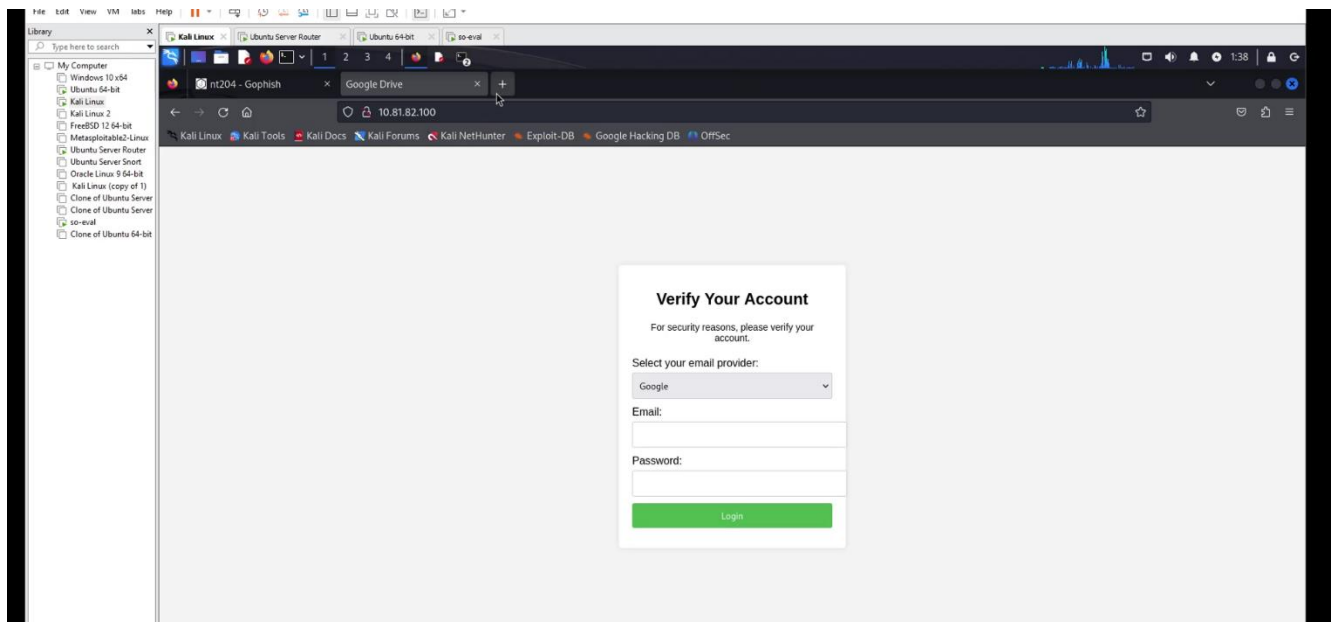 File Edit View VM Tabs Help
Library
Kali Linux
Ubuntu Server Router
Ubuntu 64-bit
so-eval
Type here to search
My Computer
Windows 10 x64
Ubuntu 64-bit
Kali Linux
Kali Linux 2
FreeBSD 12 64-bit
Metasploitable2-Linux
Ubuntu Server Router
Ubuntu Server Snort
Oracle Linux 9 64-bit
Kali Linux (copy of 1)
Clone of Ubuntu Server
Clone of Ubuntu Server
so-eval
Clone of Ubuntu 64-bit
1 2 3 4
1:38
nt204 - Gophish
Google Drive
10.81.82.100
Kali Linux Kali Tools Kali Docs Kali Forums Kali NetHunter Exploit-DB Google Hacking DB OffSec
Verify Your Account
For security reasons, please verify your
account.
Select your email provider:
Google
Email:
Password:
Login